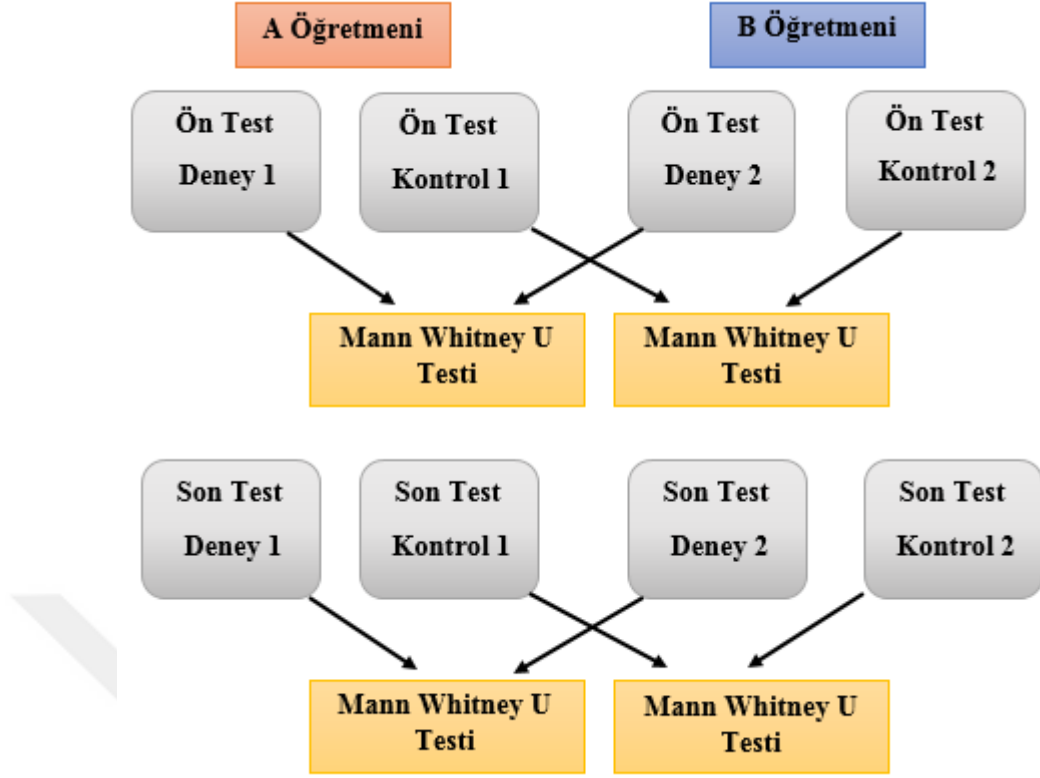 A Öğretmeni
B Öğretmeni
Ön Test
Deney 1
Ön Test
Kontrol 1
Ön Test
Deney 2
Ön Test
Kontrol 2
Mann Whitney U
Testi
Mann Whitney U
Testi
Son Test
Deney 1
Son Test
Kontrol 1
Son Test
Deney 2
Son Test
Kontrol 2
Mann Whitney U
Testi
Mann Whitney U
Testi